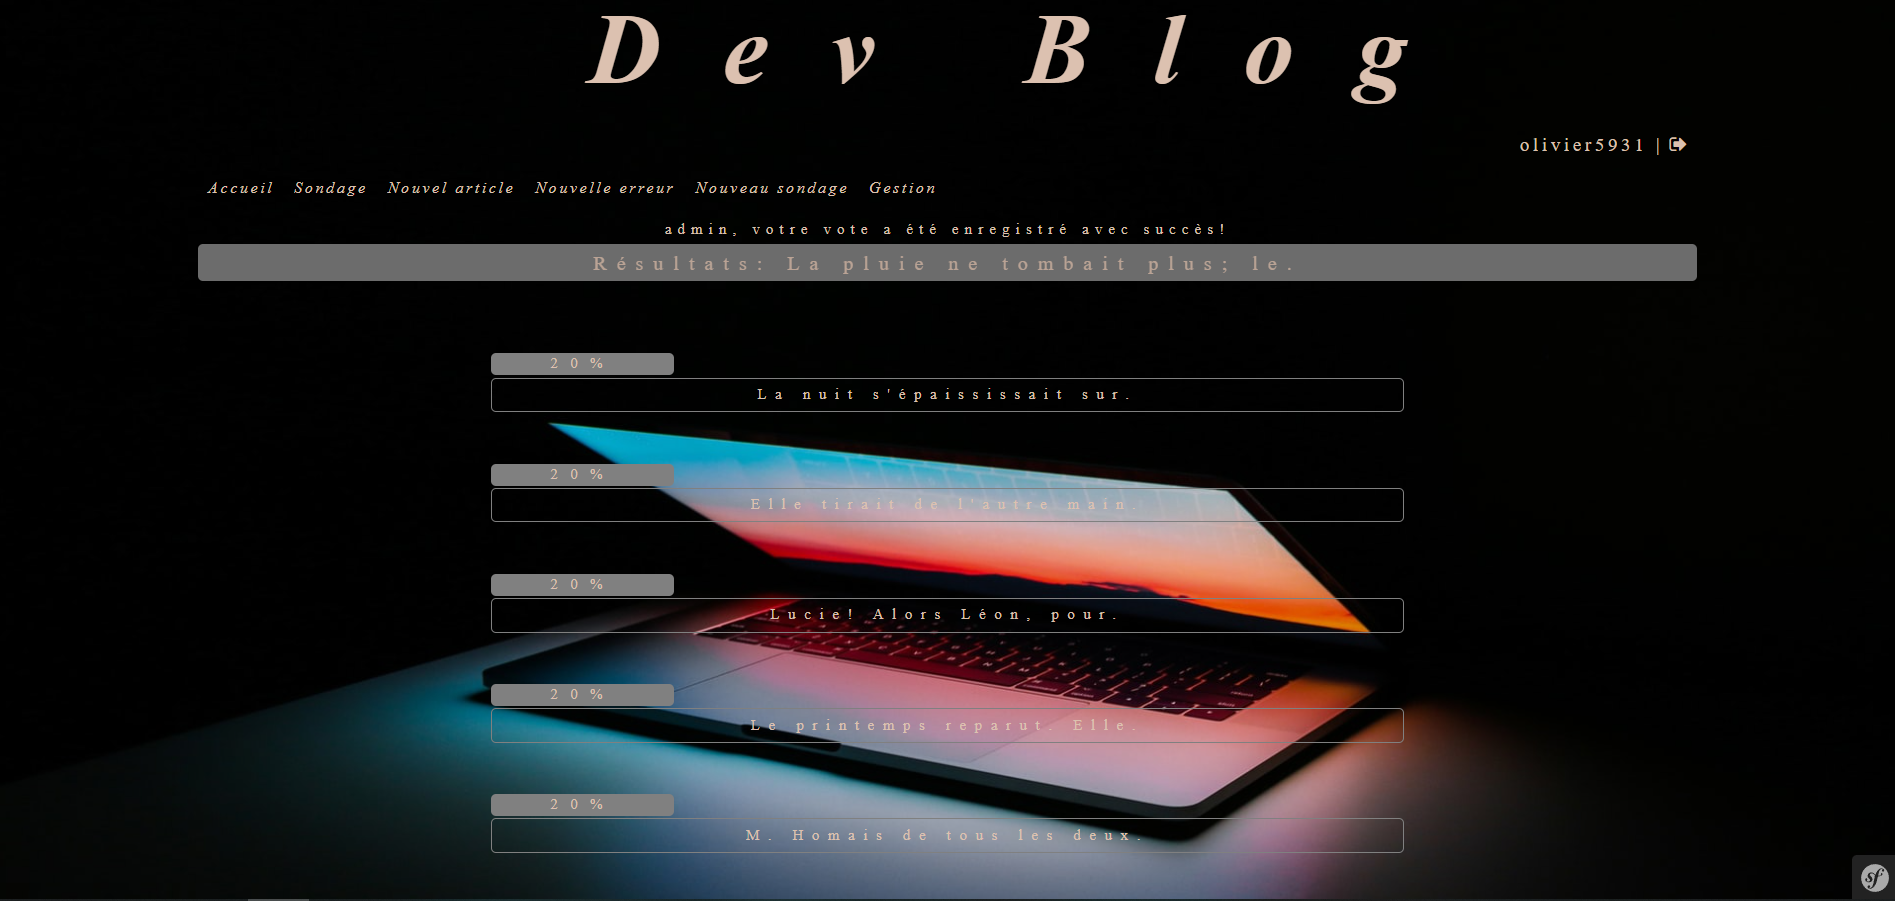 Dev Blog
olivier5931 |
Accueil Sondage Nouvel article Nouvelle erreur Nouveau sondage Gestion
admin, votre vote a été enregistré avec succès!
Résultats: La pluie ne tombait plus; le.
20%
La nuit s'épaississait sur.
20%
Elle tirait de l'autre main.
20%
Lucie! Alors Léon, pour.
20%
Le printemps reparut. Elle.
20%
M. Homais de tous les deux.
sf